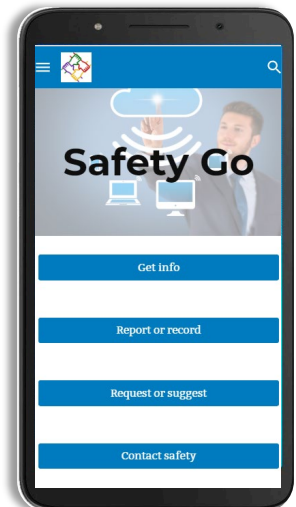 Safety Go
Get info
Report or record
Request or suggest
Contact safety